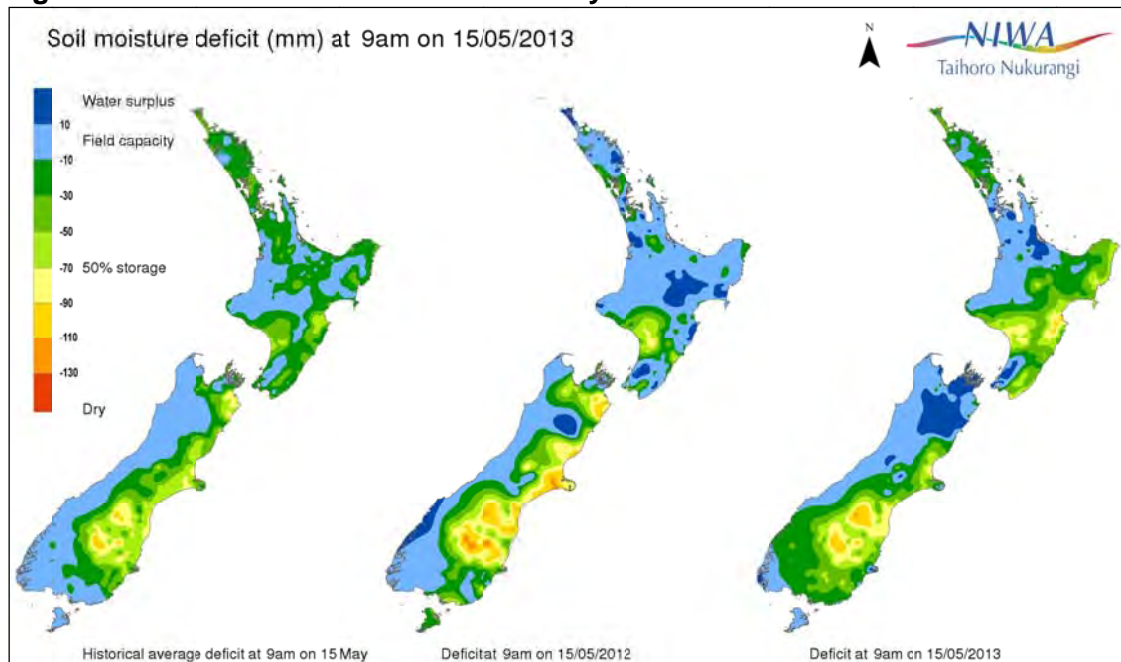 Soil moisture deficit (mm) at 9am on 15/05/2013
N
NIWA
Taihoro Nukurangi
Water surplus
10
Field capacity
-10
-30
-50
-70
50% storage
-90
-110
-130
Dry
Historical average deficit at 9am on 15 May
Deficit at 9am on 15/05/2012
Deficit at 9am on 15/05/2013